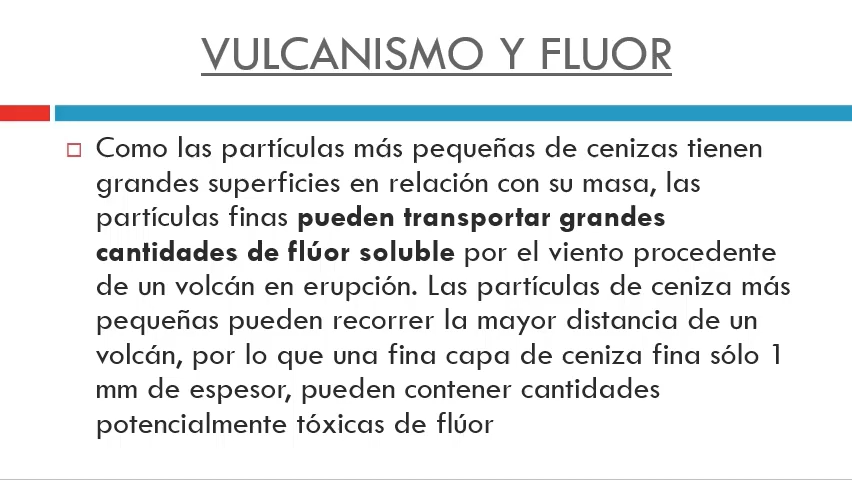 VULCANISMO Y FLUOR
Como las partículas más pequeñas de cenizas tienen
grandes superficies en relación con su masa, las
partículas finas pueden transportar grandes
cantidades de flúor soluble por el viento procedente
de un volcán en erupción. Las partículas de ceniza más
pequeñas pueden recorrer la mayor distancia de un
volcán, por lo que una fina capa de ceniza fina sólo 1
mm de espesor, pueden contener cantidades
potencialmente tóxicas de flúor